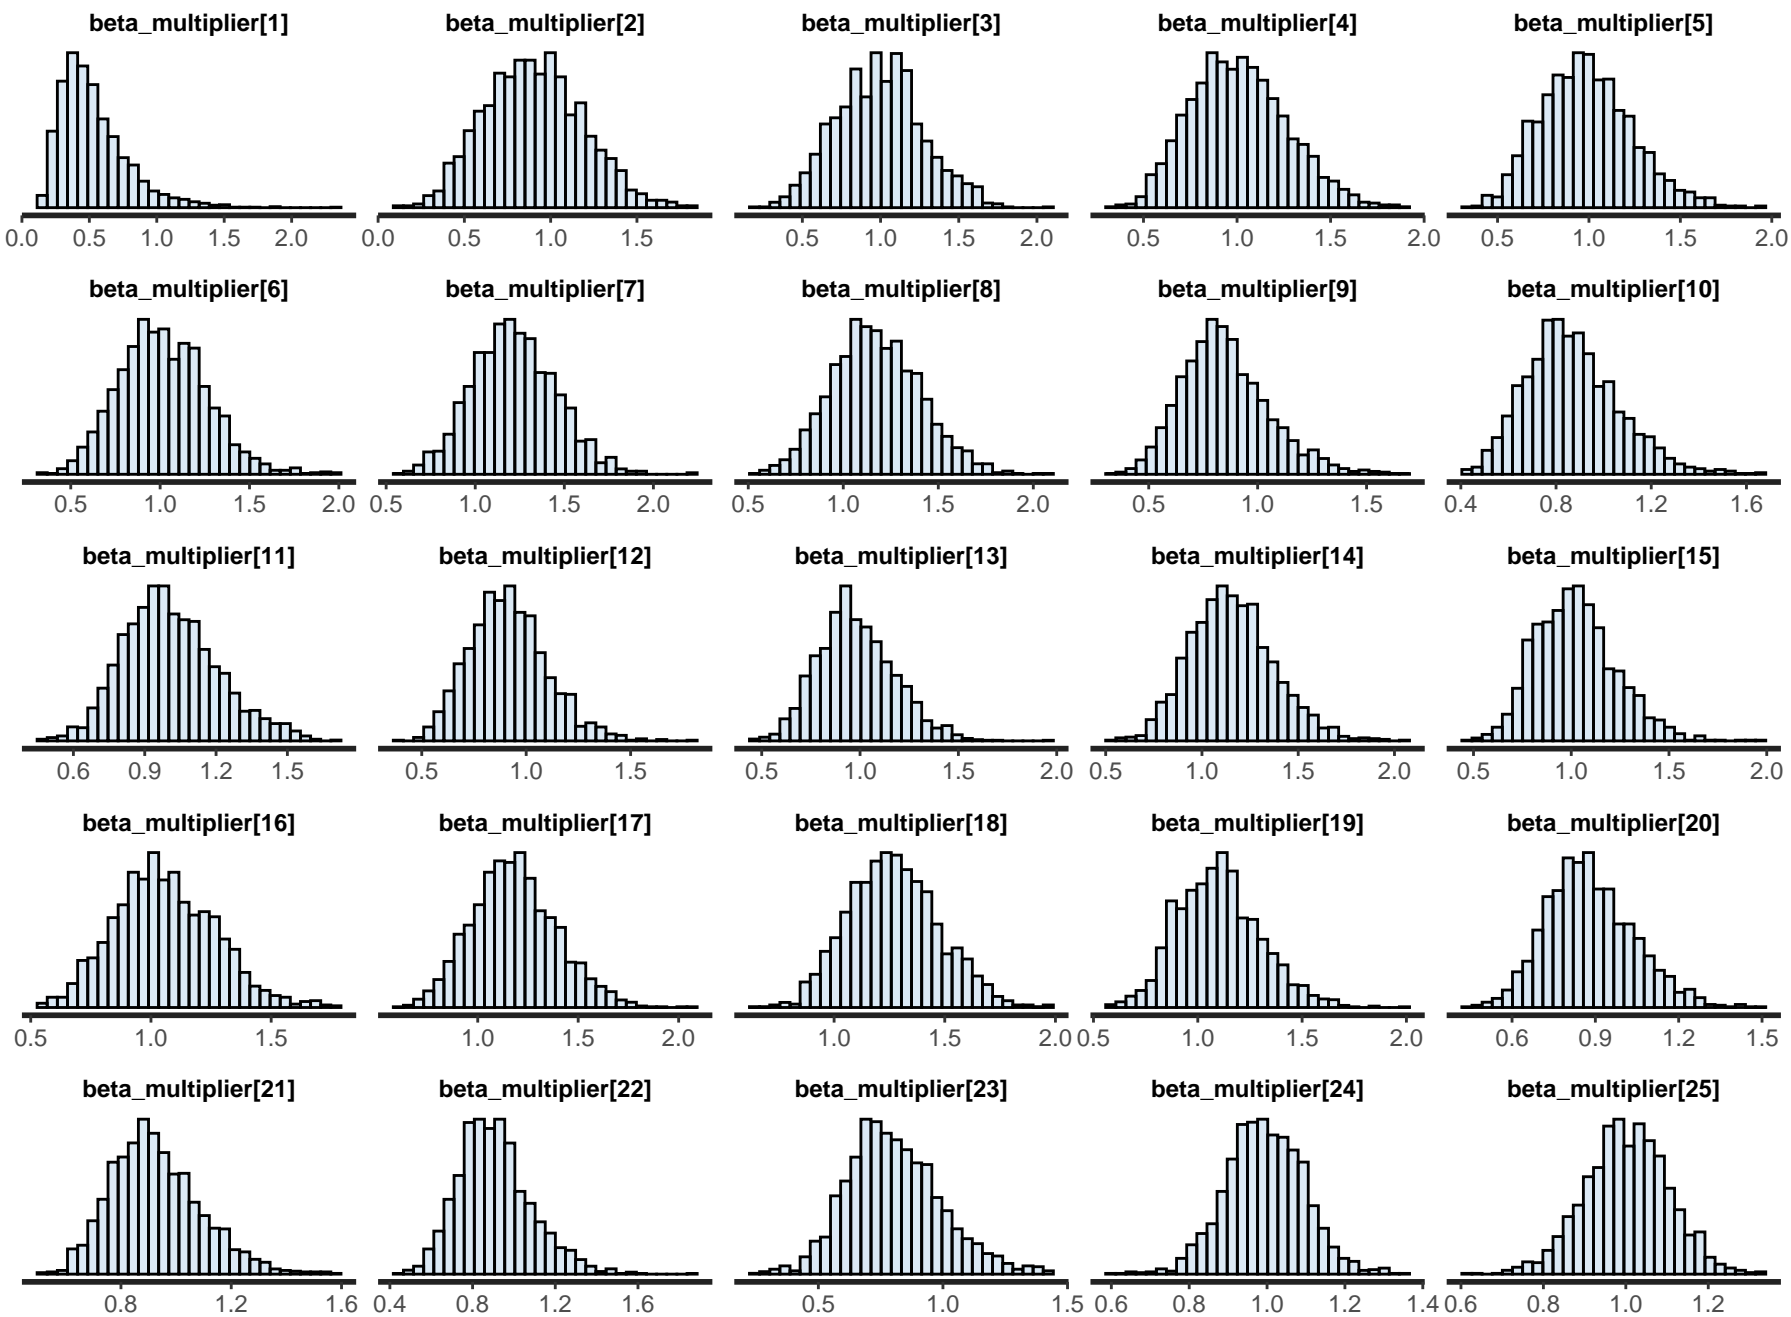 beta_multiplier[1] beta_multiplier[2] beta_multiplier[3] beta_multiplier[4] beta_multiplier[5]
0.0 0.5 1.0 1.5 2.0 0.0 0.5 1.0 1.5 0.5 1.0 1.5 2.0 0.5 1.0 1.5 2.0 0.5 1.0 1.5 2.0
beta_multiplier[6] beta_multiplier[7] beta_multiplier[8] beta_multiplier[9] beta_multiplier[10]
0.5 1.0 1.5 2.0 0.5 1.0 1.5 2.0 0.5 1.0 1.5 2.0 0.5 1.0 1.5 0.4 0.8 1.2 1.6
beta_multiplier[11] beta_multiplier[12] beta_multiplier[13] beta_multiplier[14] beta_multiplier[15]
0.6 0.9 1.2 1.5 0.5 1.0 1.5 0.5 1.0 1.5 2.0 0.5 1.0 1.5 2.0 0.5 1.0 1.5 2.0
beta_multiplier[16] beta_multiplier[17] beta_multiplier[18] beta_multiplier[19] beta_multiplier[20]
0.5 1.0 1.5 1.0 1.5 2.0 1.0 1.5 2.0 0.5 1.0 1.5 2.0 0.6 0.9 1.2 1.5
beta_multiplier[21] beta_multiplier[22] beta_multiplier[23] beta_multiplier[24] beta_multiplier[25]
0.8 1.2 1.6 0.4 0.8 1.2 1.6 0.5 1.0 1.5 0.6 0.8 1.0 1.2 1.4 0.6 0.8 1.0 1.2